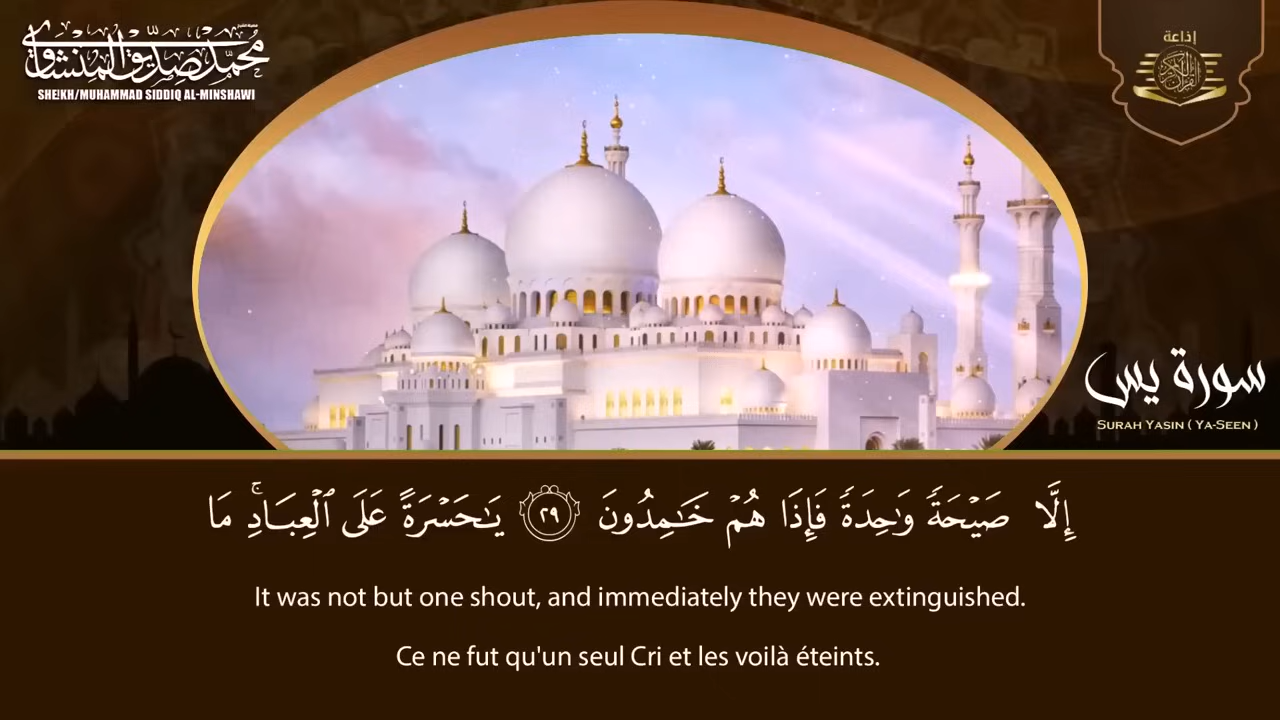 محمد صديق المنشاوي
SHEIKH/MUHAMMAD SIDDIQ AL-MINSHAWI
إذاعة
القرآن الكريم
سورة يس
SURAH YASIN ( YA-SEEN )
إِلَّا صَيْحَةً وَٰحِدَةً فَإِذَا هُمْ خَـٰمِدُونَ ٢٩ يَـٰحَسْرَةً عَلَى ٱلْعِبَادِ ۚ مَا
It was not but one shout, and immediately they were extinguished.
Ce ne fut qu'un seul Cri et les voilà éteints.